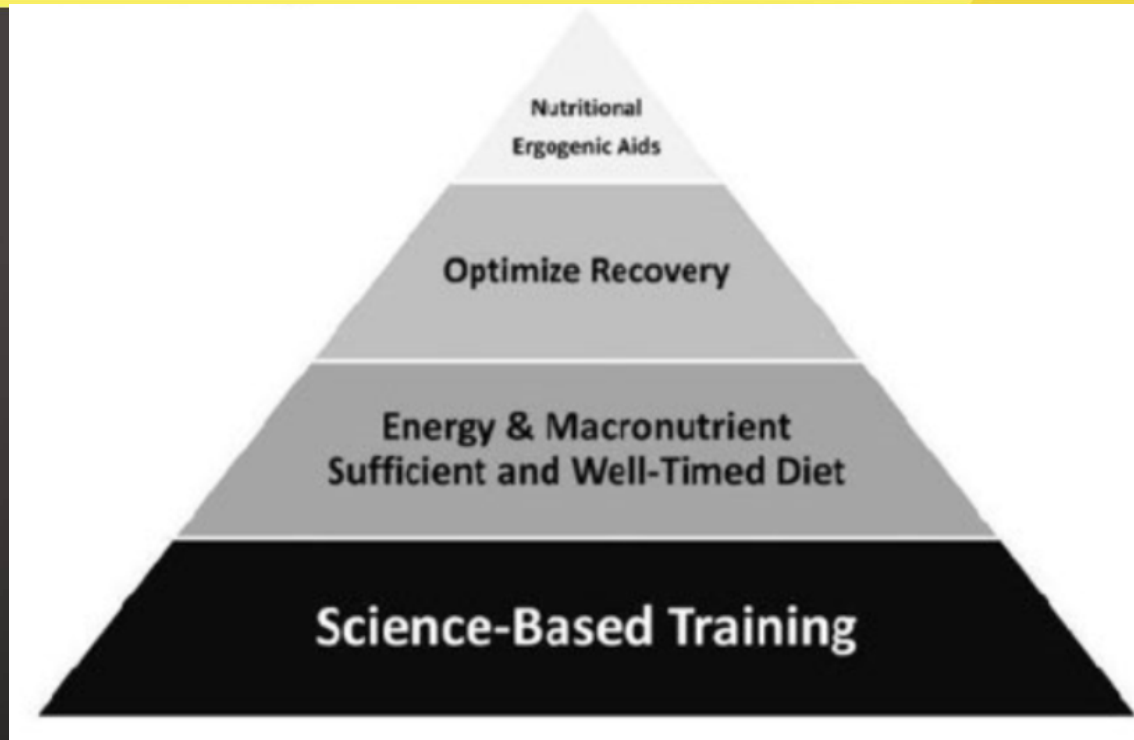 Nutritional
Ergogenic Aids
Optimize Recovery
Energy & Macronutrient
Sufficient and Well-Timed Diet
Science-Based Training